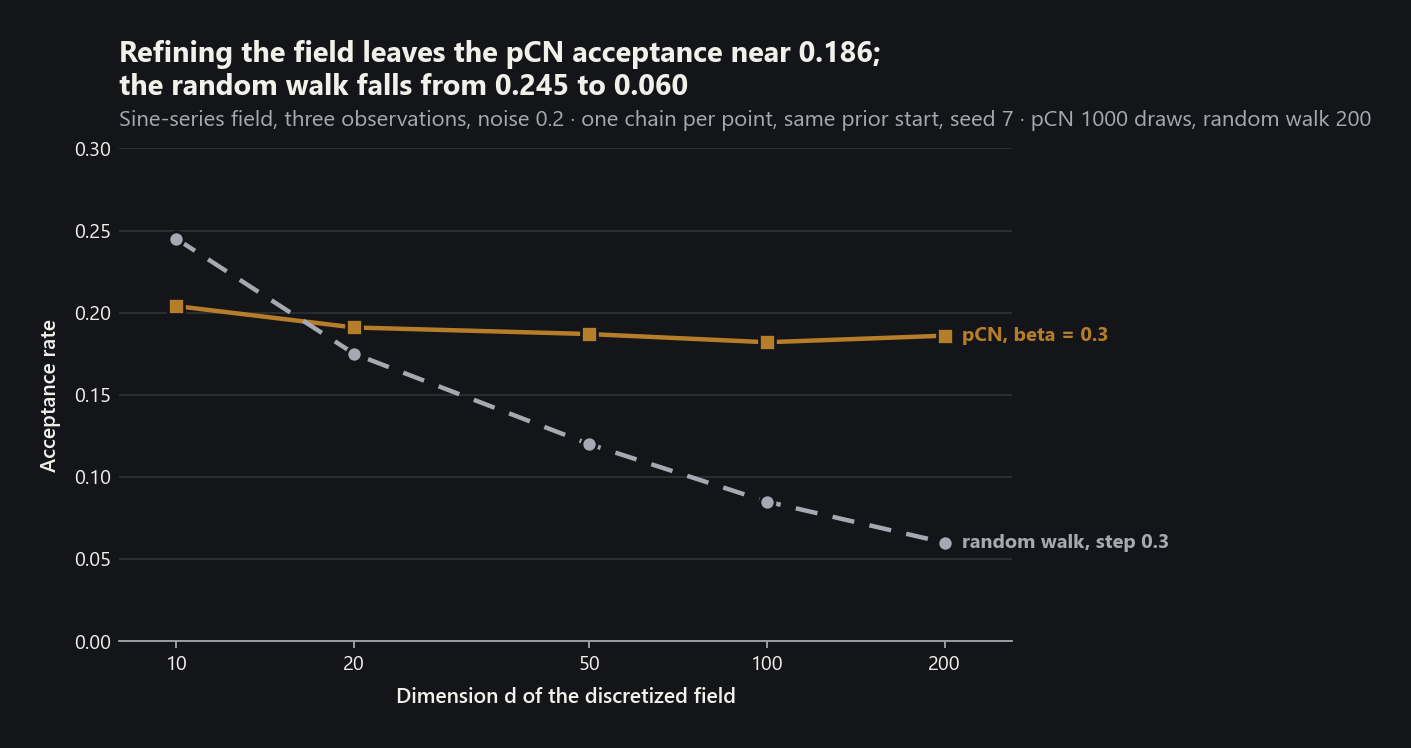 Refining the field leaves the pCN acceptance near 0.186;
the random walk falls from 0.245 to 0.060
Sine-series field, three observations, noise 0.2 · one chain per point, same prior start, seed 7 · pCN 1000 draws, random walk 200
0.30
0.25
0.20
0.15
0.10
0.05
0.00
Acceptance rate
pCN, beta = 0.3
random walk, step 0.3
10 20 50 100 200
Dimension d of the discretized field